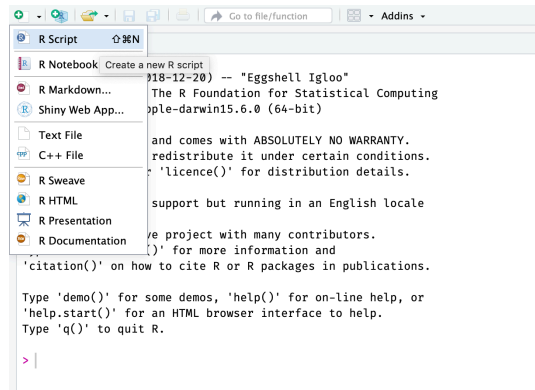 Go to file/function
Addins
R Script ⇧⌘N
R Notebook
Create a new R script
R Markdown...
Shiny Web App...
Text File
C++ File
R Sweave
R HTML
R Presentation
R Documentation
018-12-20) -- "Eggshell Igloo"
The R Foundation for Statistical Computing
ple-darwin15.6.0 (64-bit)
and comes with ABSOLUTELY NO WARRANTY.
redistribute it under certain conditions.
'licence()' for distribution details.
support but running in an English locale
ve project with many contributors.
()' for more information and
'citation()' on how to cite R or R packages in publications.
Type 'demo()' for some demos, 'help()' for on-line help, or
'help.start()' for an HTML browser interface to help.
Type 'q()' to quit R.
>